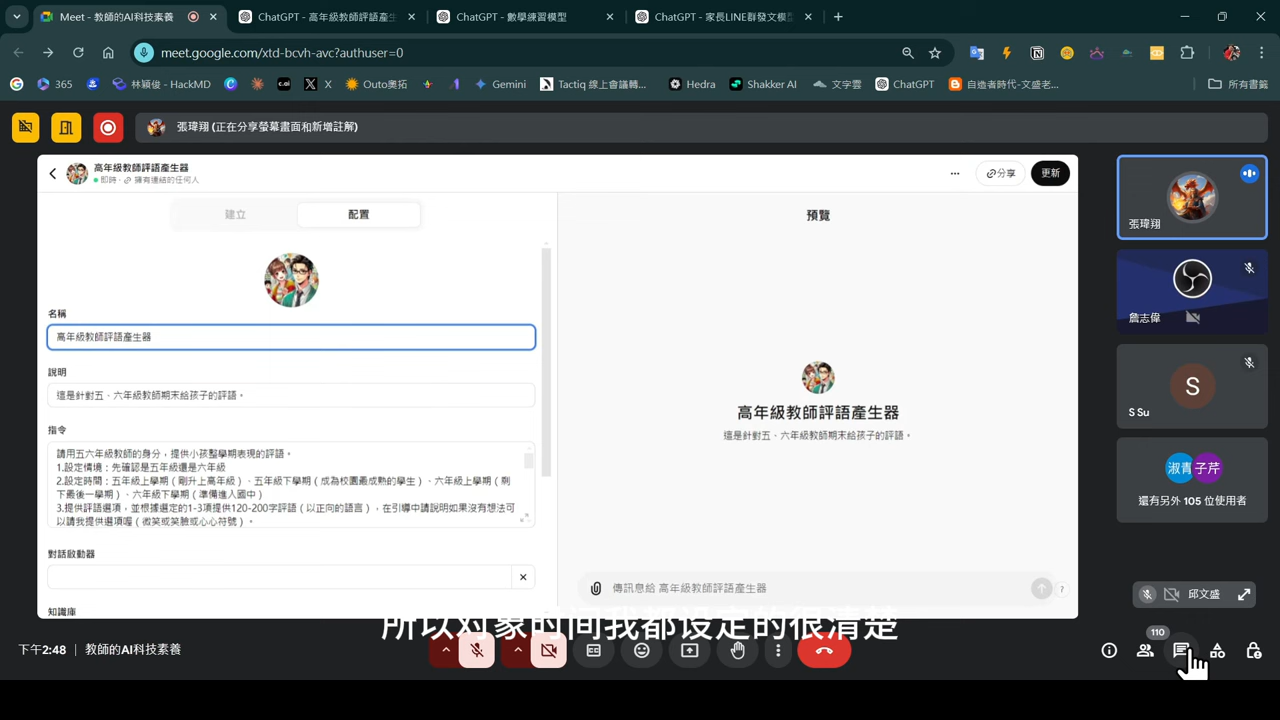 Meet - 教師的AI科技素養
ChatGPT - 高年級教師評語產生
ChatGPT - 數學練習模型
ChatGPT - 家長LINE群發文模
meet.google.com/xtd-bcvh-avc?authuser=0
365
林穎俊 - HackMD
c.ai
X
Outo奧拓
Gemini
Tactiq 線上會議轉...
Hedra
Shakker AI
文字雲
ChatGPT
自造者時代-文盛老...
所有書籤
張瑋翔 (正在分享螢幕畫面和新增註解)
高年級教師評語產生器
即時・擁有連結的任何人
分享
更新
建立
配置
預覽
名稱
高年級教師評語產生器
說明
這是針對五、六年級教師期末給孩子的評語。
指令
請用五六年級教師的身分，提供小孩整學期表現的評語。
1.設定情境：先確認是五年級還是六年級
2.設定時間：五年級上學期（剛升上高年級）、五年級下學期（成為校園最成熟的學生）、六年級上學期（剩
下最後一學期）、六年級下學期（準備進入國中）
3.提供評語選項，並根據選定的1-3項提供120-200字評語（以正向的語言），在引導中請說明如果沒有想法可
以請我提供選項喔（微笑或笑臉或心心符號）。
對話啟動器
知識庫
高年級教師評語產生器
這是針對五、六年級教師期末給孩子的評語。
傳訊息給 高年級教師評語產生器
?
張瑋翔
詹志偉
S
S Su
淑青
子芹
還有另外 105 位使用者
邱文盛
所以对象时间我都设定的很清楚
下午2:48
教師的AI科技素養
110